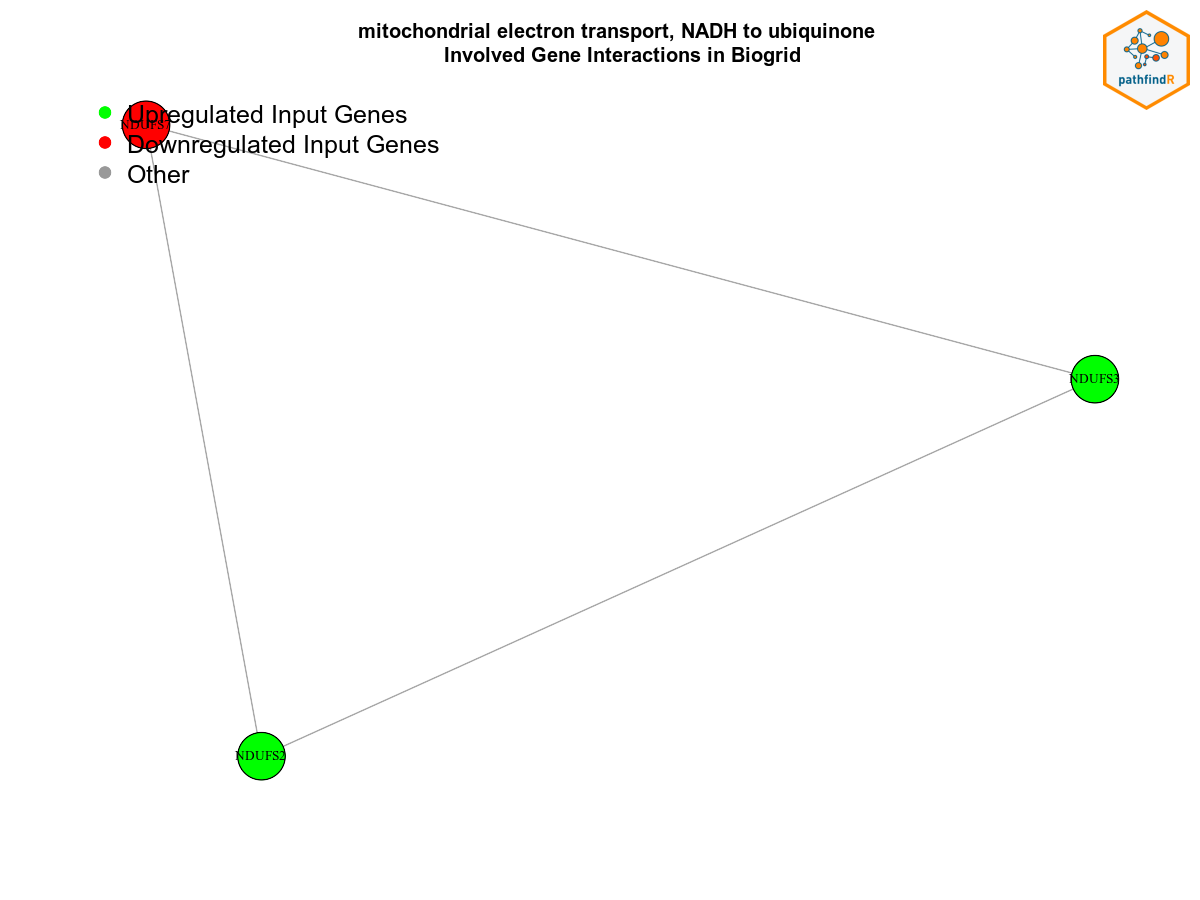 mitochondrial electron transport, NADH to ubiquinone
Involved Gene Interactions in Biogrid
pathfindR
Upregulated Input Genes
Downregulated Input Genes
Other
NDUFS3
NDUFS2